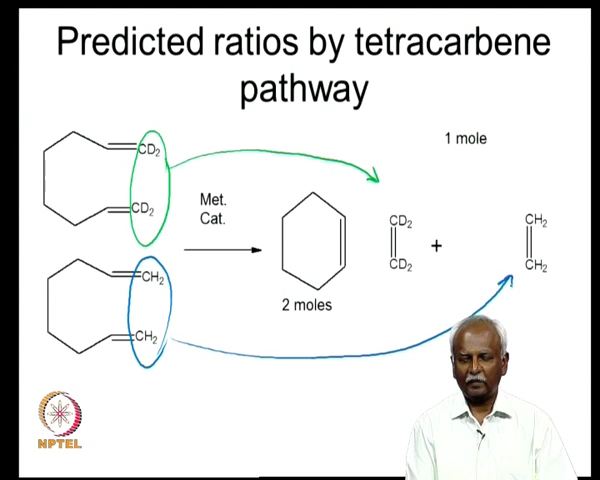 Predicted ratios by tetracarbene
pathway
CD2
CD2
1 mole
Met.
Cat.
CH2
CH2
2 moles
CD2
CD2
+
CH2
CH2
NPTEL